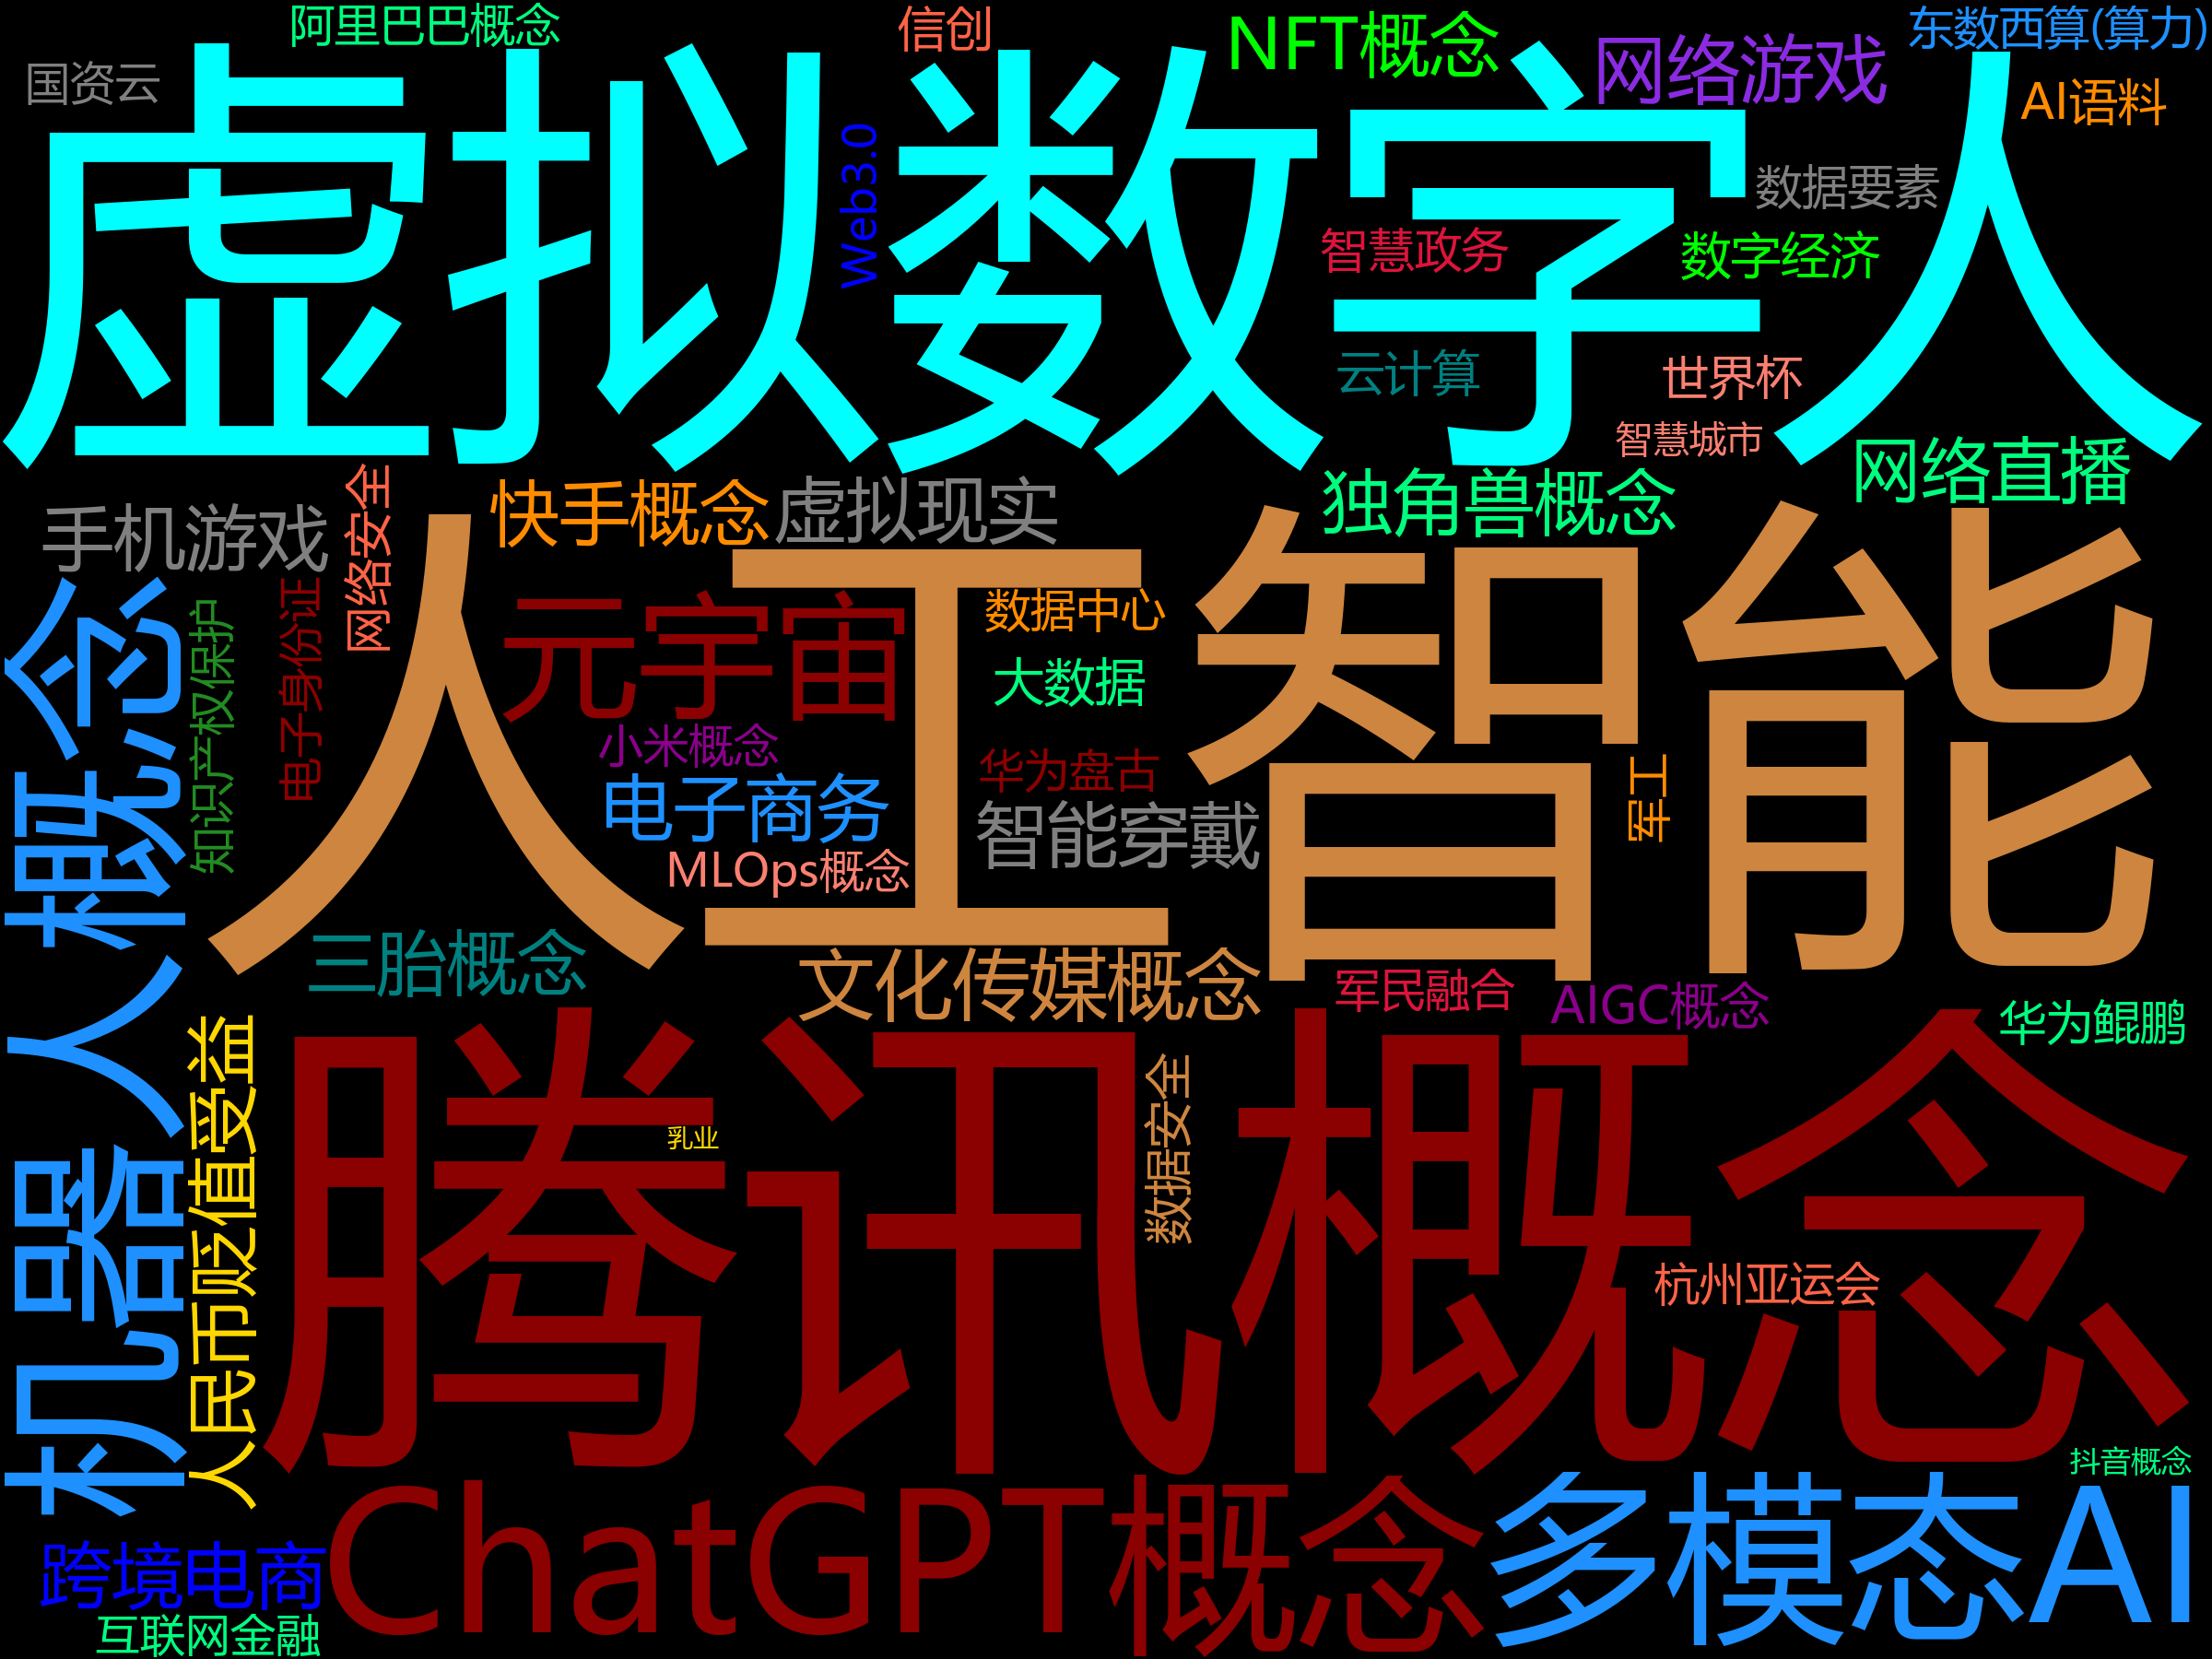 阿里巴巴概念
信创
NFT概念
东数西算(算力)
国资云
网络游戏
AI语料
虚拟数字人
Web3.0
数据要素
智慧政务
数字经济
云计算
世界杯
智慧城市
网络直播
手机游戏
网络安全
快手概念
虚拟现实
独角兽概念
人工智能
元宇宙
数据中心
大数据
电子身份证
知识产权保护
机器人概念
小米概念
华为盘古
电子商务
智能穿戴
军工
MLOps概念
三胎概念
文化传媒概念
军民融合
AIGC概念
华为鲲鹏
人民币贬值受益
腾讯概念
乳业
数据安全
杭州亚运会
抖音概念
跨境电商
ChatGPT概念
多模态AI
互联网金融